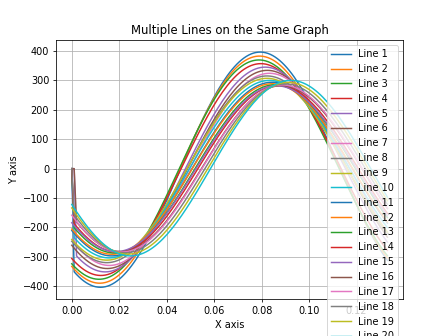 Multiple Lines on the Same Graph
400
300
200
100
0
−100
−200
−300
−400
Y axis
0.00
0.02
0.04
0.06
0.08
0.10
X axis
Line 1
Line 2
Line 3
Line 4
Line 5
Line 6
Line 7
Line 8
Line 9
Line 10
Line 11
Line 12
Line 13
Line 14
Line 15
Line 16
Line 17
Line 18
Line 19
Line 20